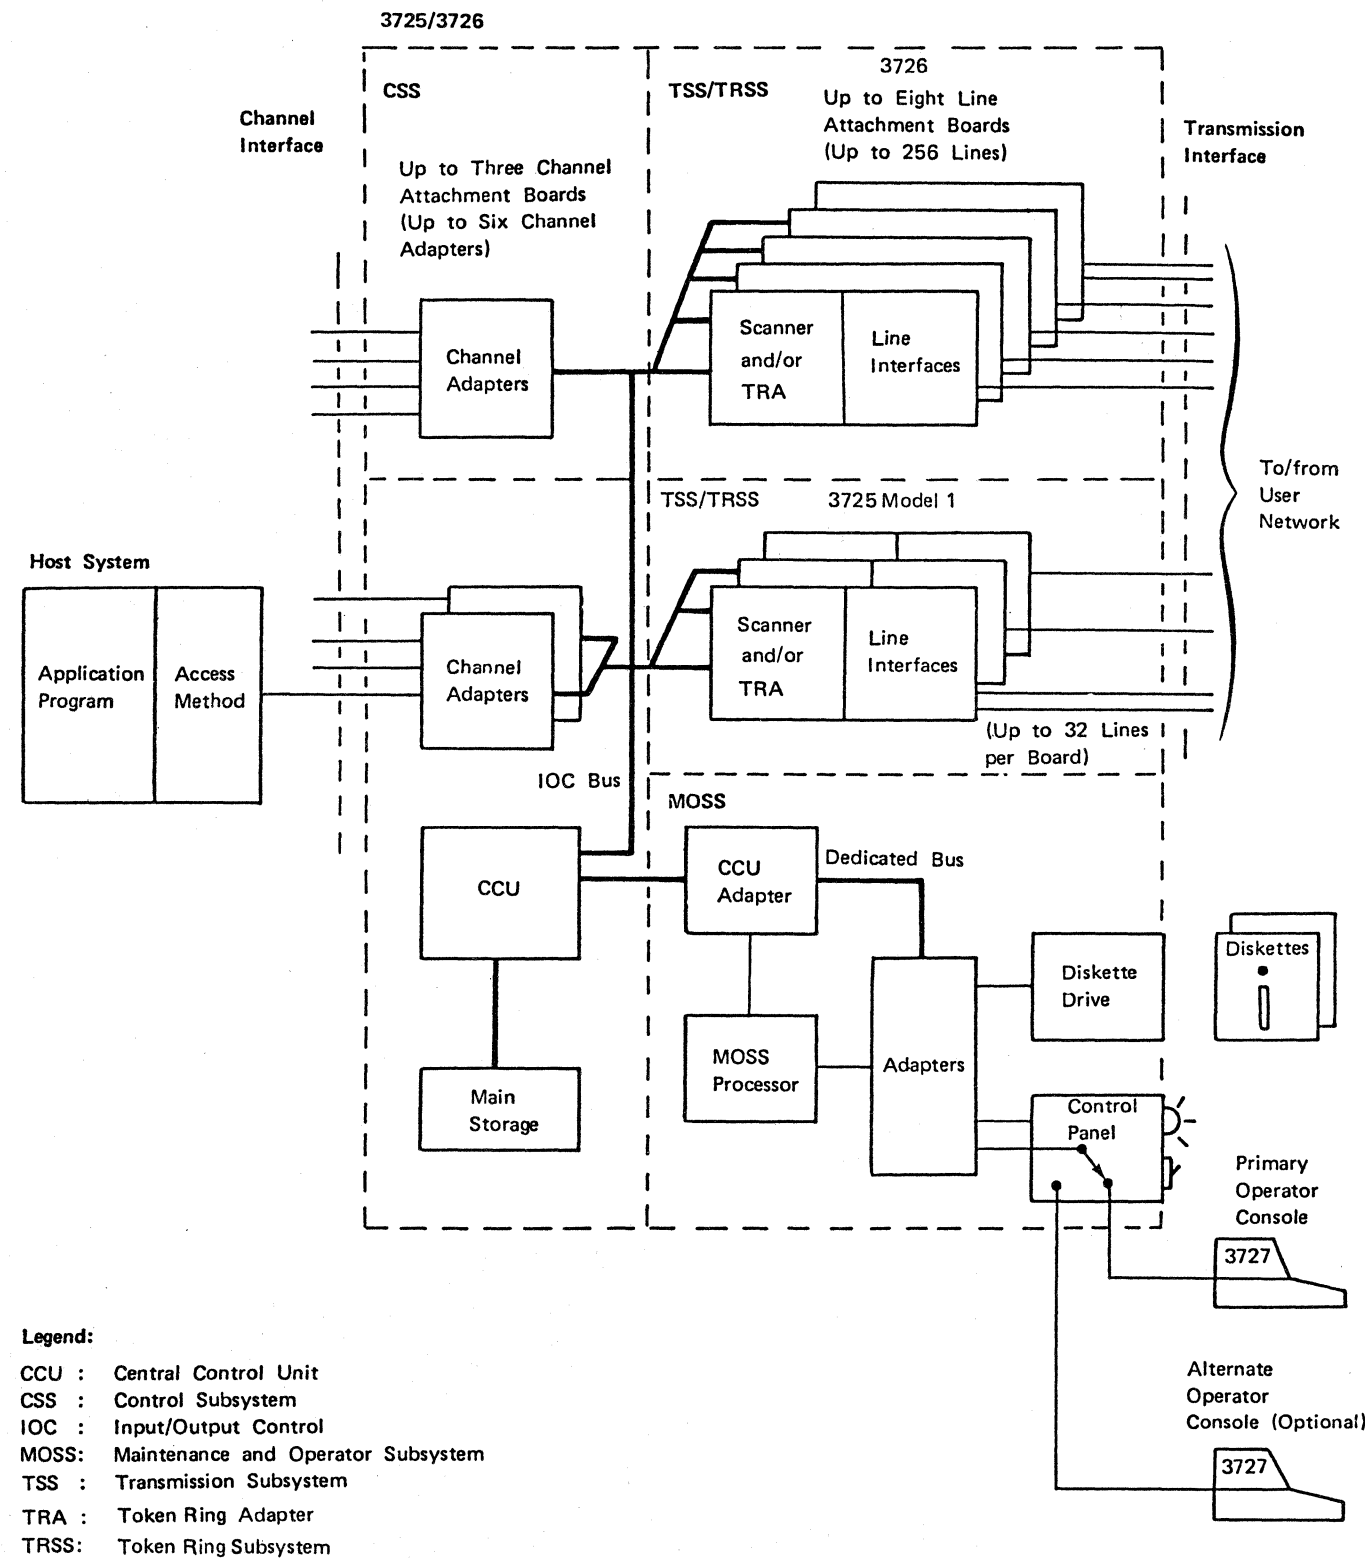 3725/3726
CSS
TSS/TRSS
3726
Up to Eight Line
Attachment Boards
(Up to 256 Lines)
Channel
Interface
Transmission
Interface
Up to Three Channel
Attachment Boards
(Up to Six Channel
Adapters)
Channel
Adapters
Scanner
and/or
TRA
Line
Interfaces
To/from
User
Network
TSS/TRSS
3725 Model 1
Host System
Application
Program
Access
Method
Channel
Adapters
Scanner
and/or
TRA
Line
Interfaces
(Up to 32 Lines
per Board)
IOC Bus
MOSS
CCU
CCU
Adapter
Dedicated Bus
Diskette
Drive
Diskettes
MOSS
Processor
Adapters
Main
Storage
Control
Panel
Primary
Operator
Console
3727
Alternate
Operator
Console (Optional)
3727
Legend:
CCU : Central Control Unit
CSS : Control Subsystem
IOC : Input/Output Control
MOSS: Maintenance and Operator Subsystem
TSS : Transmission Subsystem
TRA : Token Ring Adapter
TRSS: Token Ring Subsystem